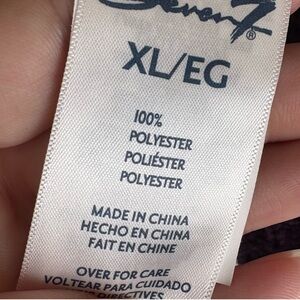 Seven7®
XL/EG
100%
POLYESTER
POLIÉSTER
POLYESTER
MADE IN CHINA
HECHO EN CHINA
FAIT EN CHINE
OVER FOR CARE
VOLTEAR PARA CUIDADO
DIRECTIVES